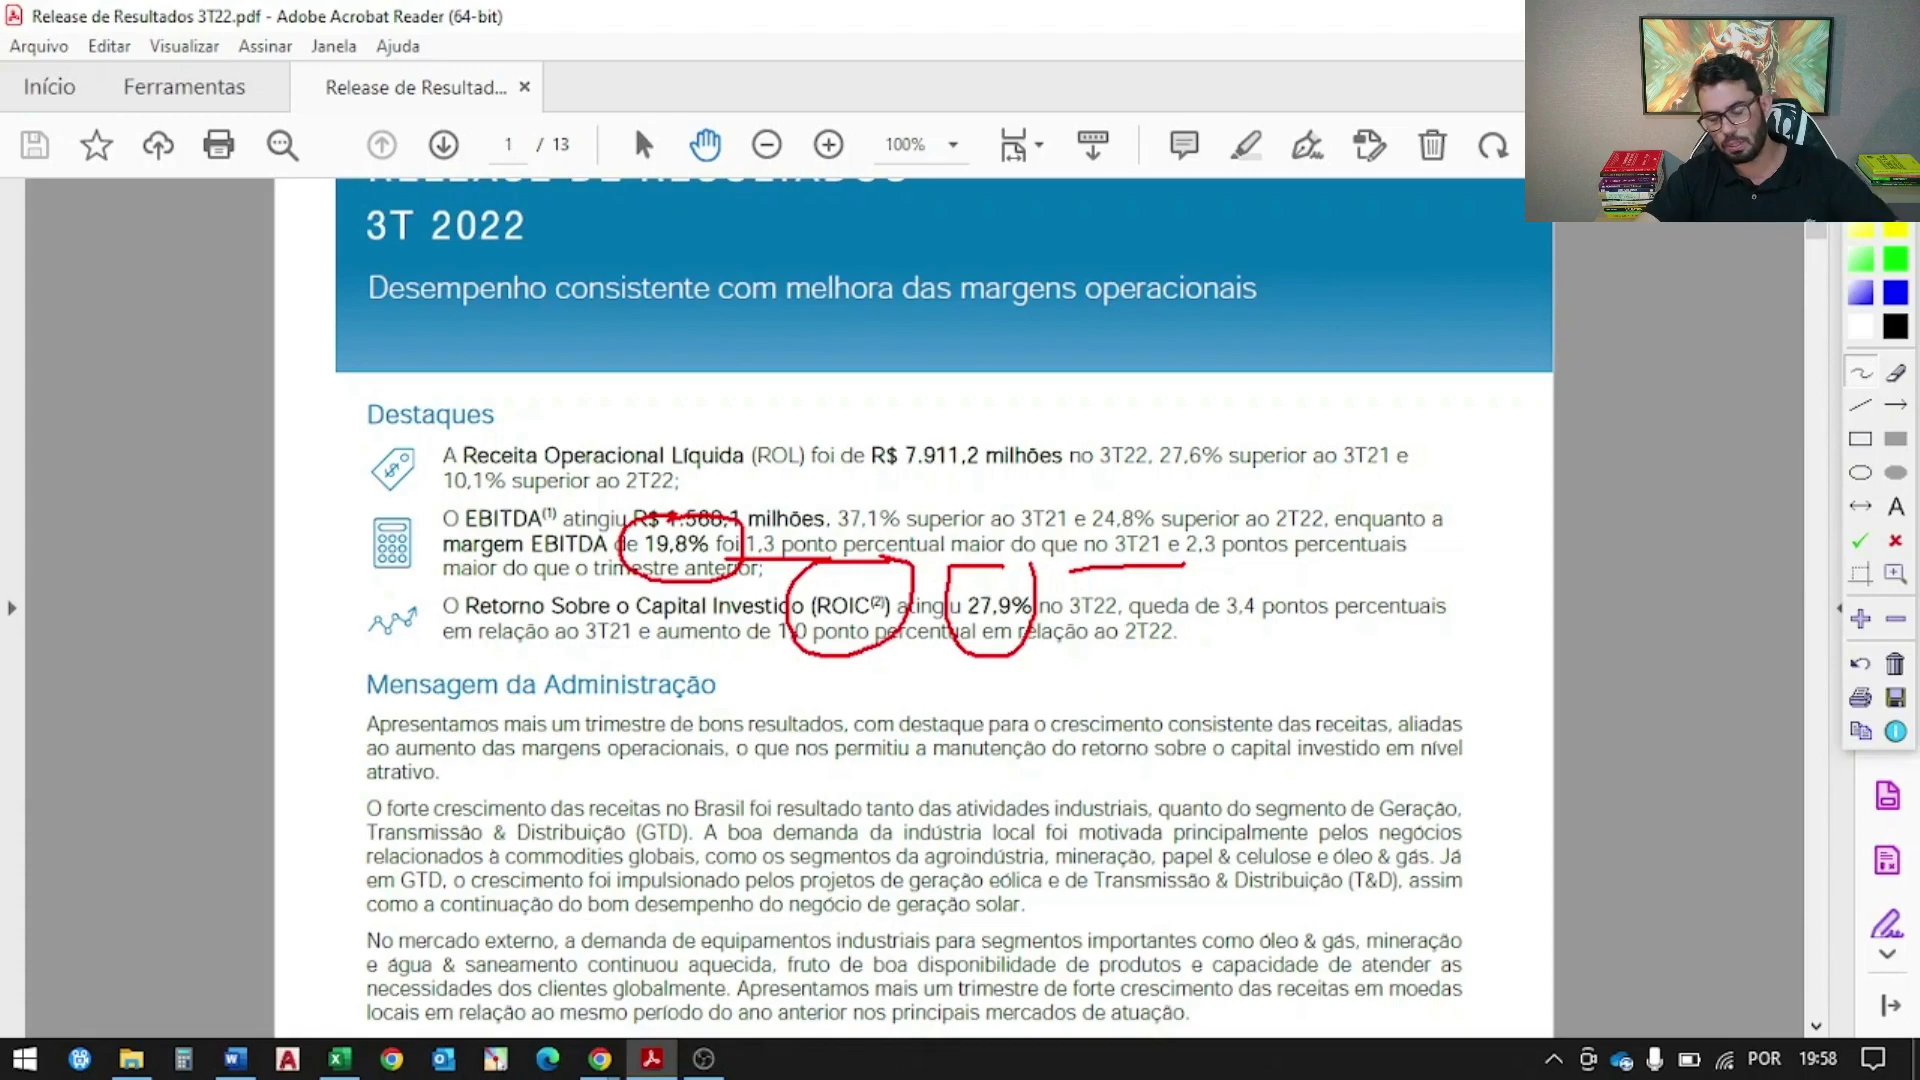 Release de Resultados 3T22.pdf - Adobe Acrobat Reader (64-bit)
Arquivo Editar Visualizar Assinar Janela Ajuda
Início Ferramentas Release de Resultad... ×
1 / 13 100%
3T 2022
Desempenho consistente com melhora das margens operacionais
Destaques
A Receita Operacional Líquida (ROL) foi de R$ 7.911,2 milhões no 3T22, 27,6% superior ao 3T21 e
10,1% superior ao 2T22;
O EBITDA(1) atingiu R$ milhões, 37,1% superior ao 3T21 e 24,8% superior ao 2T22, enquanto a
margem EBITDA de 19,8% foi 1,3 ponto percentual maior do que no 3T21 e 2,3 pontos percentuais
maior do que o trimestre anterior;
O Retorno Sobre o Capital Investido (ROIC(2)) atingiu 27,9% no 3T22, queda de 3,4 pontos percentuais
em relação ao 3T21 e aumento de 1,0 ponto percentual em relação ao 2T22.
Mensagem da Administração
Apresentamos mais um trimestre de bons resultados, com destaque para o crescimento consistente das receitas, aliadas
ao aumento das margens operacionais, o que nos permitiu a manutenção do retorno sobre o capital investido em nível
atrativo.
O forte crescimento das receitas no Brasil foi resultado tanto das atividades industriais, quanto do segmento de Geração,
Transmissão & Distribuição (GTD). A boa demanda da indústria local foi motivada principalmente pelos negócios
relacionados à commodities globais, como os segmentos da agroindústria, mineração, papel & celulose e óleo & gás. Já
em GTD, o crescimento foi impulsionado pelos projetos de geração eólica e de Transmissão & Distribuição (T&D), assim
como a continuação do bom desempenho do negócio de geração solar.
No mercado externo, a demanda de equipamentos industriais para segmentos importantes como óleo & gás, mineração
e água & saneamento continuou aquecida, fruto de boa disponibilidade de produtos e capacidade de atender as
necessidades dos clientes globalmente. Apresentamos mais um trimestre de forte crescimento das receitas em moedas
locais em relação ao mesmo período do ano anterior nos principais mercados de atuação.
POR 19:58